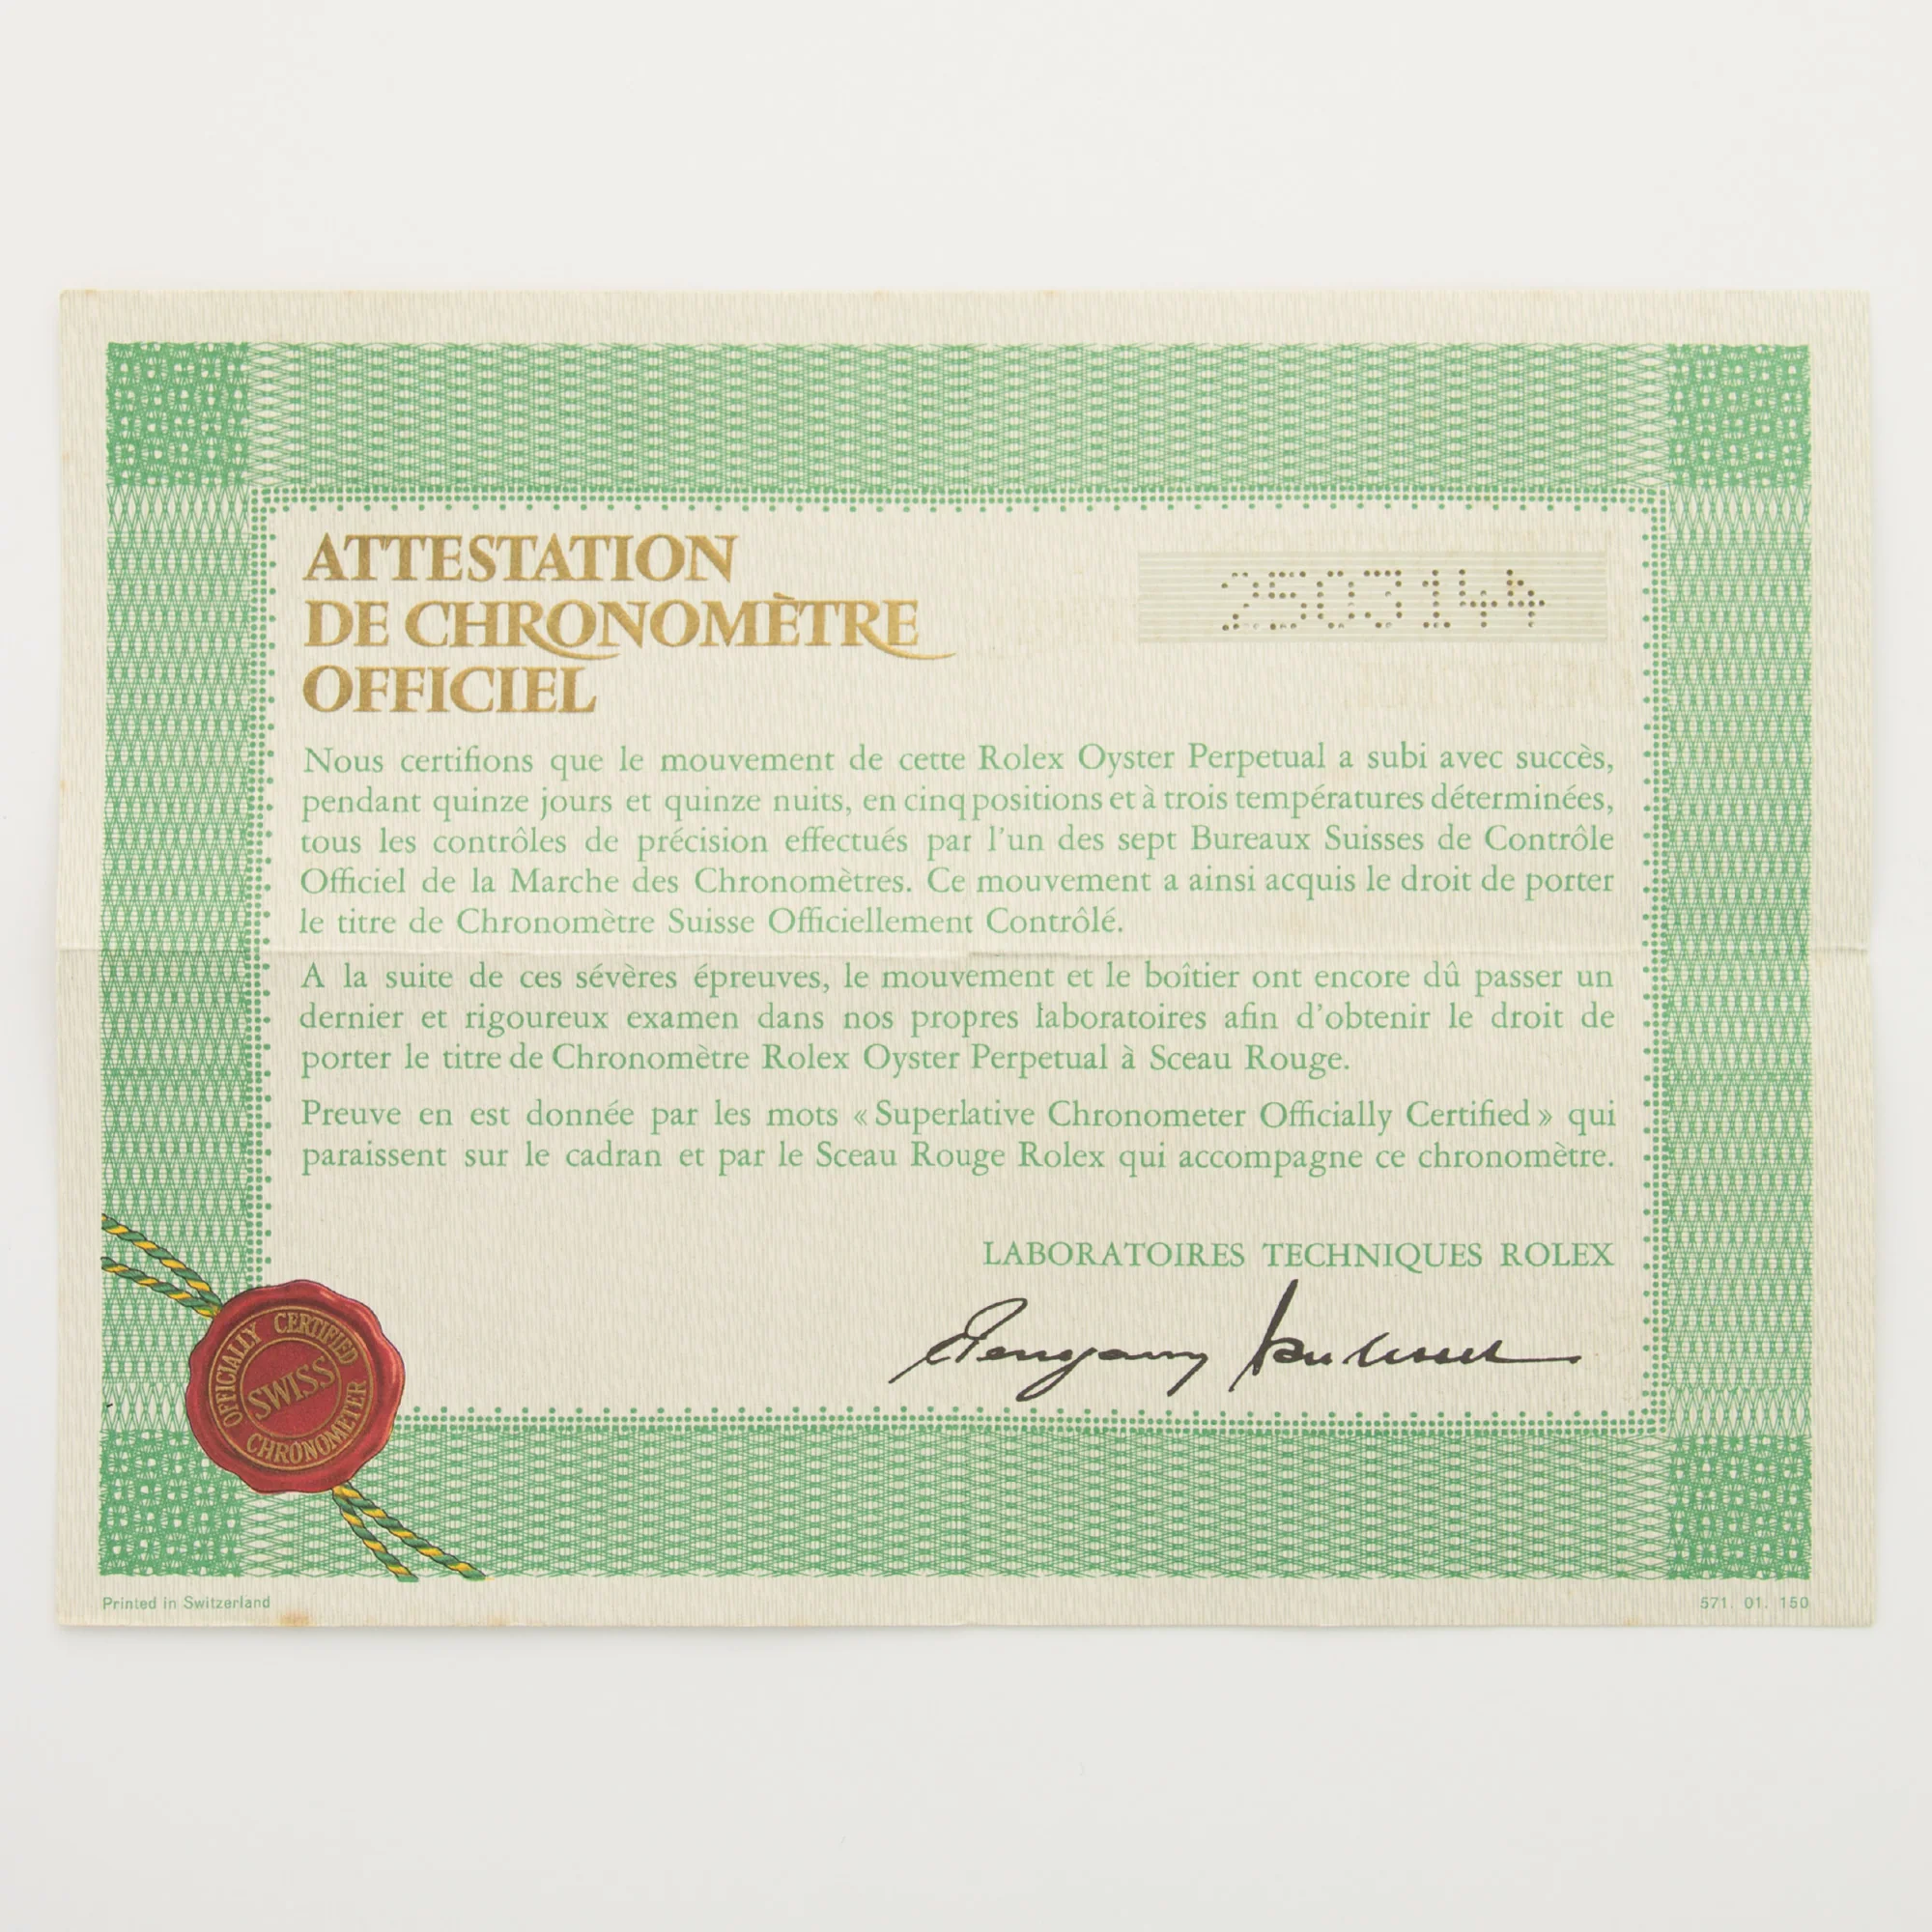 ATTESTATION
DE CHRONOMÈTRE
OFFICIEL
2503144
Nous certifions que le mouvement de cette Rolex Oyster Perpetual a subi avec succès,
pendant quinze jours et quinze nuits, en cinq positions et à trois températures déterminées,
tous les contrôles de précision effectués par l'un des sept Bureaux Suisses de Contrôle
Officiel de la Marche des Chronomètres. Ce mouvement a ainsi acquis le droit de porter
le titre de Chronomètre Suisse Officiellement Contrôlé.
A la suite de ces sévères épreuves, le mouvement et le boîtier ont encore dû passer un
dernier et rigoureux examen dans nos propres laboratoires afin d'obtenir le droit de
porter le titre de Chronomètre Rolex Oyster Perpetual à Sceau Rouge.
Preuve en est donnée par les mots « Superlative Chronometer Officially Certified » qui
paraissent sur le cadran et par le Sceau Rouge Rolex qui accompagne ce chronomètre.
LABORATOIRES TECHNIQUES ROLEX
OFFICIALLY CERTIFIED
SWISS
CHRONOMETER
Printed in Switzerland
571. 01. 150